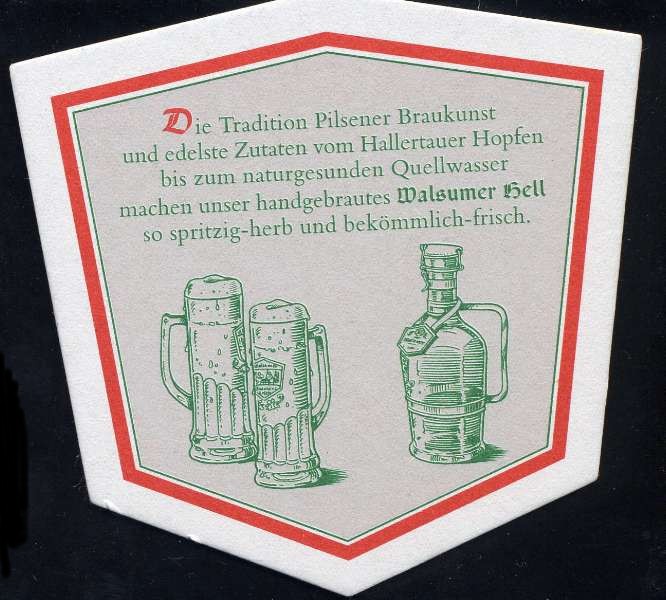 Die Tradition Pilsener Braukunst
und edelste Zutaten vom Hallertauer Hopfen
bis zum naturgesunden Quellwasser
machen unser handgebrautes Walsumer Hell
so spritzig-herb und bekömmlich-frisch.